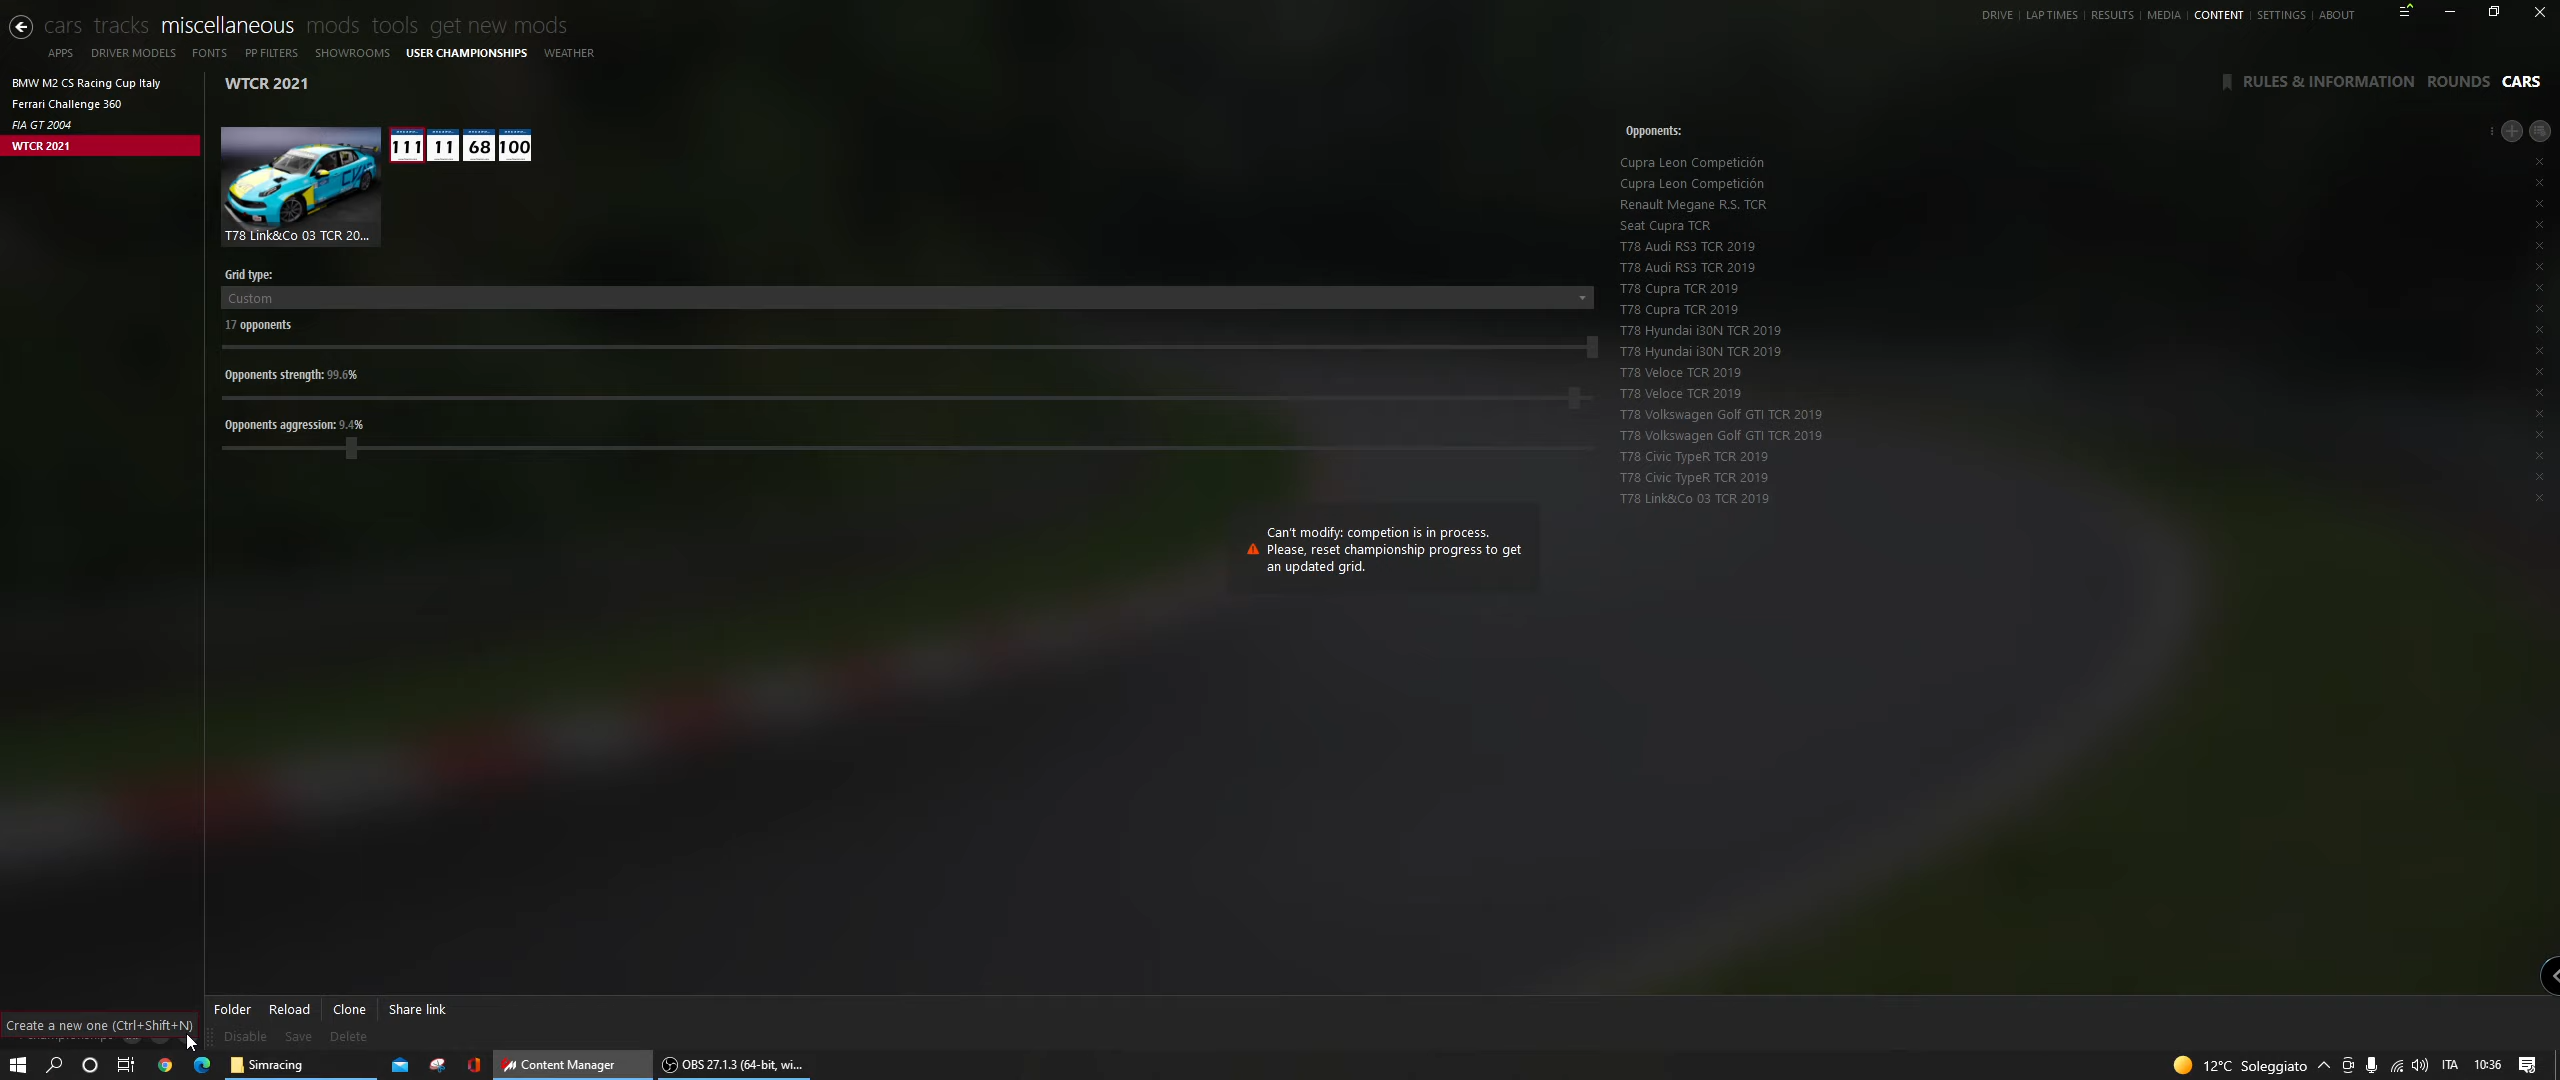 cars tracks miscellaneous mods tools get new mods
DRIVE | LAP TIMES | RESULTS | MEDIA | CONTENT | SETTINGS | ABOUT
APPS DRIVER MODELS FONTS PP FILTERS SHOWROOMS USER CHAMPIONSHIPS WEATHER
BMW M2 CS Racing Cup Italy
Ferrari Challenge 360
FIA GT 2004
WTCR 2021
WTCR 2021
RULES & INFORMATION ROUNDS CARS
111 11 68 100
T78 Link&Co 03 TCR 20...
Grid type:
Custom
17 opponents
Opponents strength: 99.6%
Opponents aggression: 9.4%
Opponents:
Cupra Leon Competición
Cupra Leon Competición
Renault Megane R.S. TCR
Seat Cupra TCR
T78 Audi RS3 TCR 2019
T78 Audi RS3 TCR 2019
T78 Cupra TCR 2019
T78 Cupra TCR 2019
T78 Hyundai i30N TCR 2019
T78 Hyundai i30N TCR 2019
T78 Veloce TCR 2019
T78 Veloce TCR 2019
T78 Volkswagen Golf GTI TCR 2019
T78 Volkswagen Golf GTI TCR 2019
T78 Civic TypeR TCR 2019
T78 Civic TypeR TCR 2019
T78 Link&Co 03 TCR 2019
Can't modify: competion is in process.
Please, reset championship progress to get
an updated grid.
Folder Reload Clone Share link
Create a new one (Ctrl+Shift+N)
Disable Save Delete
Simracing
Content Manager
OBS 27.1.3 (64-bit, wi...
12°C Soleggiato
ITA
10:36